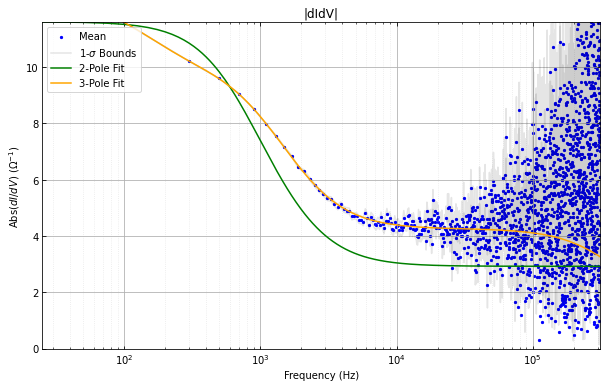 |dIdV|
Mean
1-σ Bounds
2-Pole Fit
3-Pole Fit
10
8
6
4
2
0
Abs(dI/dV) (Ω⁻¹)
10² 10³ 10⁴ 10⁵
Frequency (Hz)